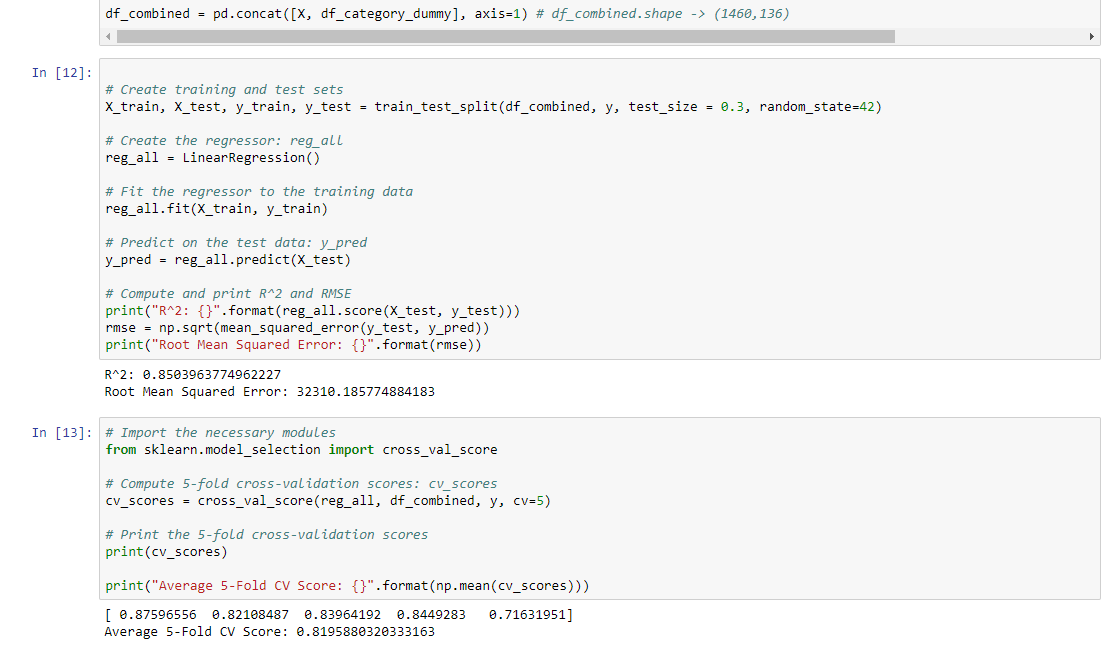 df_combined = pd.concat([X, df_category_dummy], axis=1) # df_combined.shape -> (1460,136)
In [12]:
# Create training and test sets
X_train, X_test, y_train, y_test = train_test_split(df_combined, y, test_size = 0.3, random_state=42)
# Create the regressor: reg_all
reg_all = LinearRegression()
# Fit the regressor to the training data
reg_all.fit(X_train, y_train)
# Predict on the test data: y_pred
y_pred = reg_all.predict(X_test)
# Compute and print R^2 and RMSE
print("R^2: {}".format(reg_all.score(X_test, y_test)))
rmse = np.sqrt(mean_squared_error(y_test, y_pred))
print("Root Mean Squared Error: {}".format(rmse))
R^2: 0.8503963774962227
Root Mean Squared Error: 32310.185774884183
In [13]: # Import the necessary modules
from sklearn.model_selection import cross_val_score
# Compute 5-fold cross-validation scores: cv_scores
cv_scores = cross_val_score(reg_all, df_combined, y, cv=5)
# Print the 5-fold cross-validation scores
print(cv_scores)
print("Average 5-Fold CV Score: {}".format(np.mean(cv_scores)))
[ 0.87596556  0.82108487  0.83964192  0.8449283   0.71631951]
Average 5-Fold CV Score: 0.8195880320333163